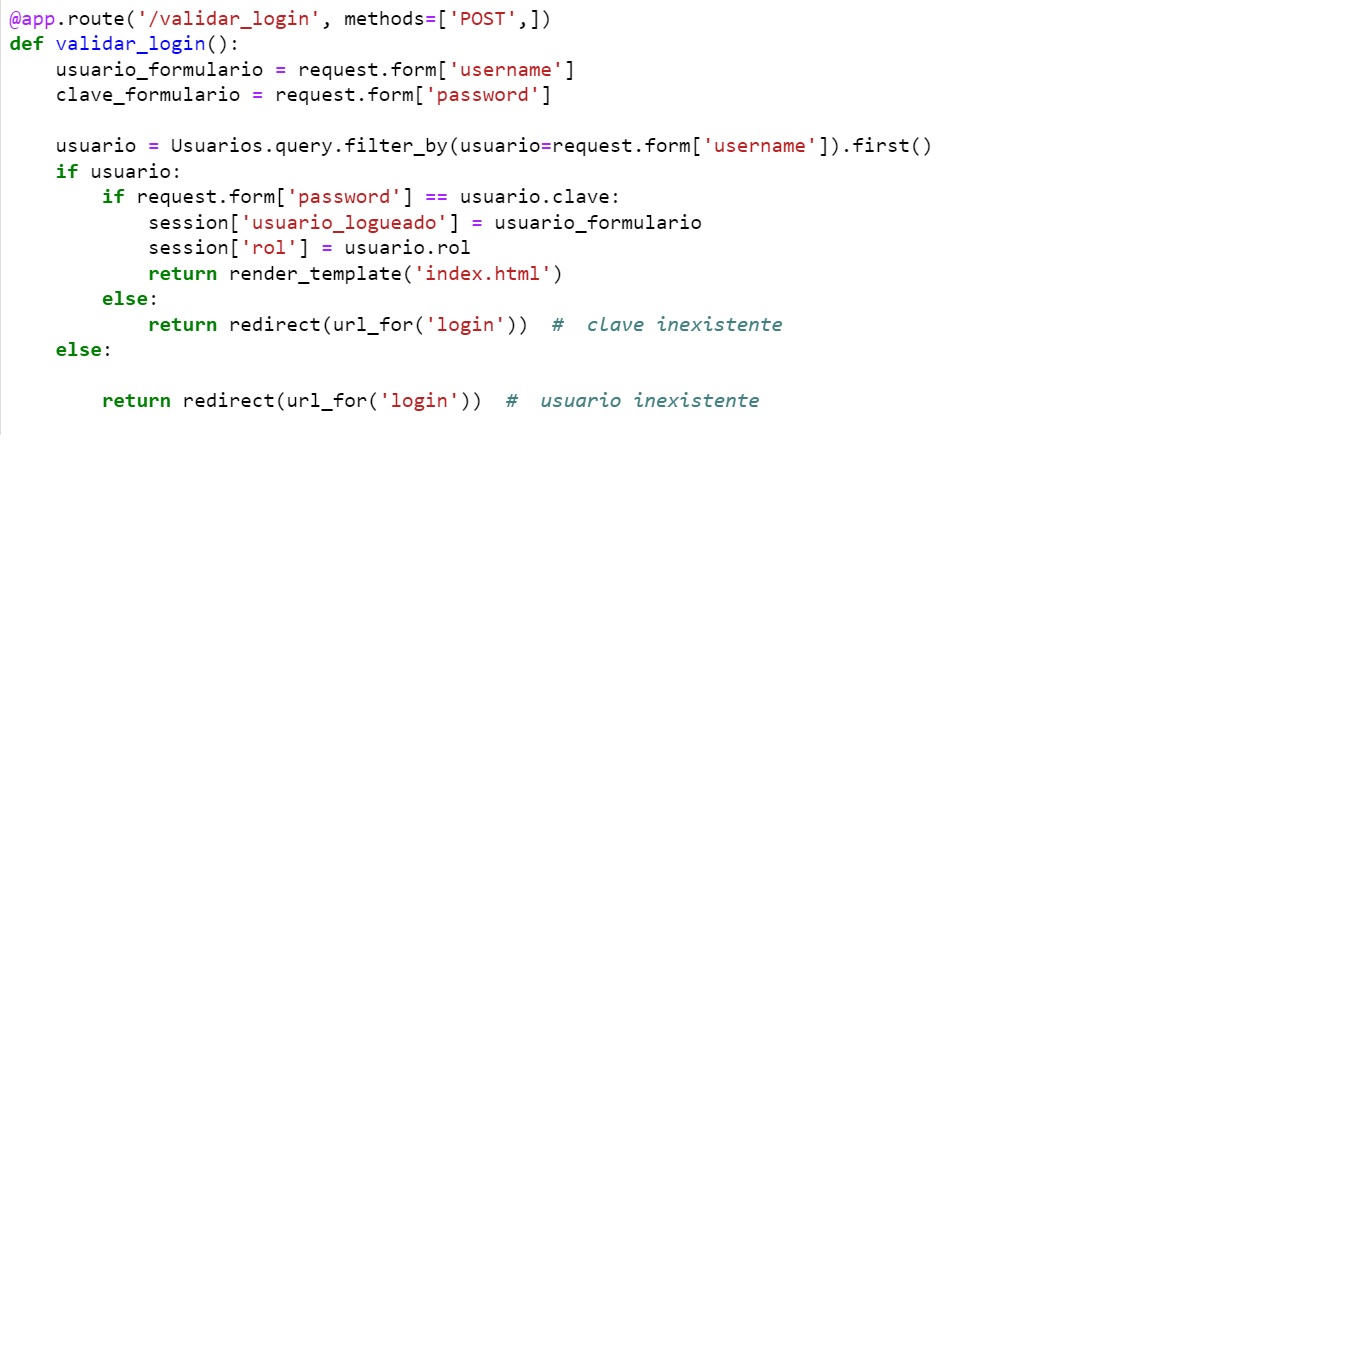 @app.route('/validar_login', methods=['POST',])
def validar_login():
    usuario_formulario = request.form['username']
    clave_formulario = request.form['password']

    usuario = Usuarios.query.filter_by(usuario=request.form['username']).first()
    if usuario:
        if request.form['password'] == usuario.clave:
            session['usuario_logueado'] = usuario_formulario
            session['rol'] = usuario.rol
            return render_template('index.html')
        else:
            return redirect(url_for('login'))  #  clave inexistente
    else:

        return redirect(url_for('login'))  #  usuario inexistente